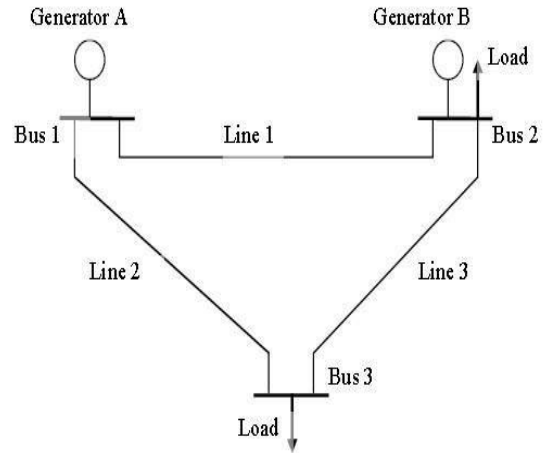 Generator A
Generator B
Load
Bus 1
Line 1
Bus 2
Line 2
Line 3
Bus 3
Load